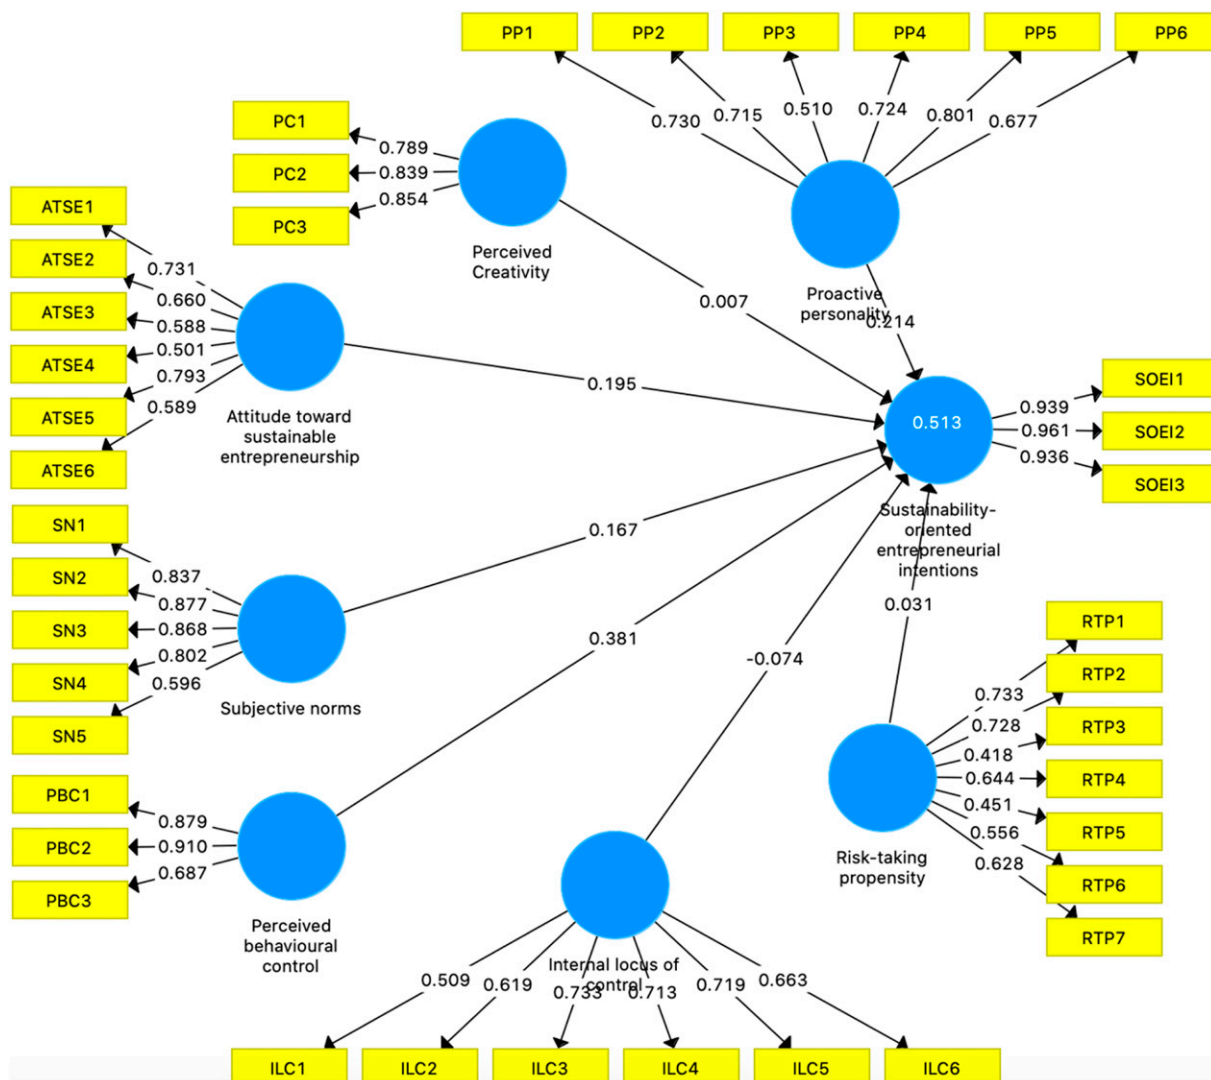 PP1
PP2
PP3
PP4
PP5
PP6
0.730
0.715
0.510
0.724
0.801
0.677
PC1
PC2
PC3
0.789
0.839
0.854
Perceived
Creativity
0.007
Proactive
personality
0.214
ATSE1
ATSE2
ATSE3
ATSE4
ATSE5
ATSE6
0.731
0.660
0.588
0.501
0.793
0.589
Attitude toward
sustainable
entrepreneurship
0.195
0.513
0.939
0.961
0.936
SOEI1
SOEI2
SOEI3
Sustainability-
oriented
entrepreneurial
intentions
SN1
SN2
SN3
SN4
SN5
0.837
0.877
0.868
0.802
0.596
Subjective norms
0.167
0.381
-0.074
0.031
PBC1
PBC2
PBC3
0.879
0.910
0.687
Perceived
behavioural
control
Risk-taking
propensity
0.733
0.728
0.418
0.644
0.451
0.556
0.628
RTP1
RTP2
RTP3
RTP4
RTP5
RTP6
RTP7
Internal locus of
control
0.509
0.619
0.733
0.713
0.719
0.663
ILC1
ILC2
ILC3
ILC4
ILC5
ILC6